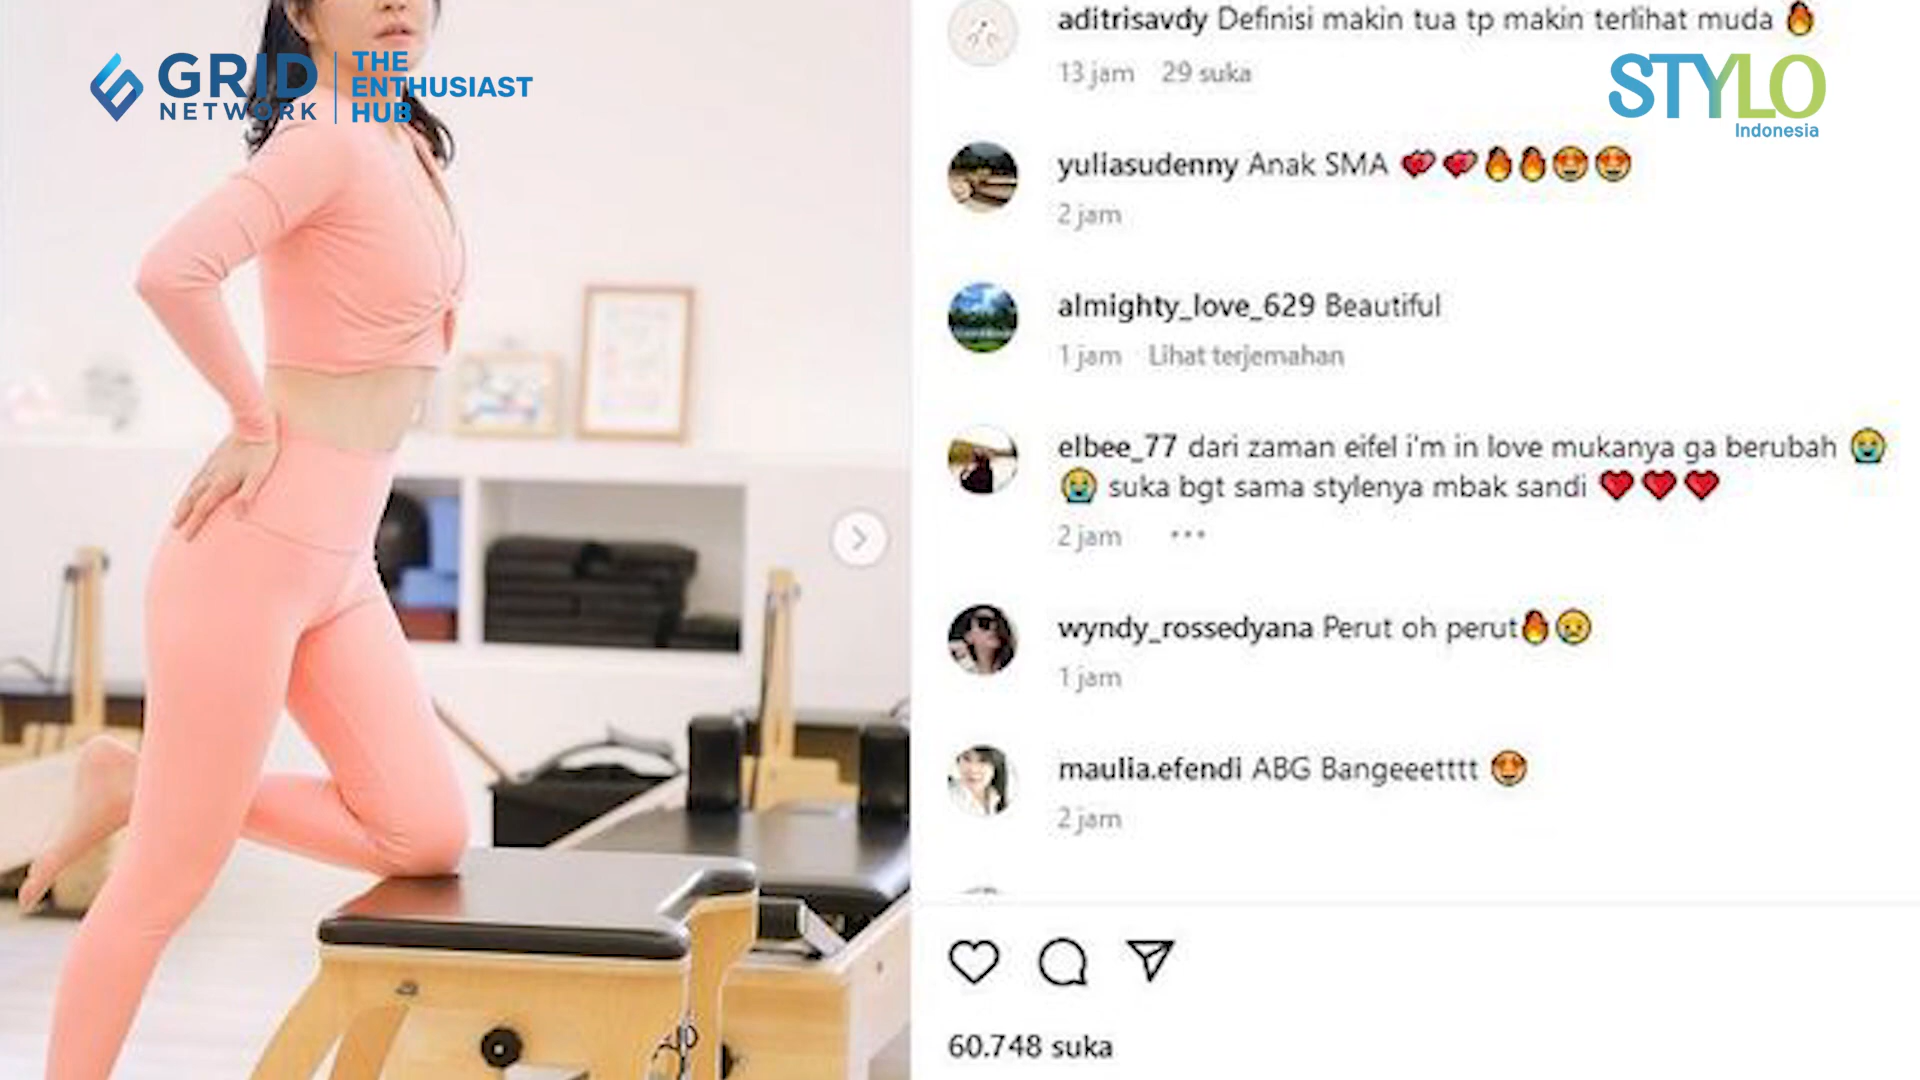 GRID
NETWORK
THE
ENTHUSIAST
HUB
STYLO
Indonesia
aditrisavdy Definisi makin tua tp makin terlihat muda 🔥
13 jam 29 suka
yuliasudenny Anak SMA 💕💕🔥🔥🤩🤩
2 jam
almighty_love_629 Beautiful
1 jam Lihat terjemahan
elbee_77 dari zaman eifel i'm in love mukanya ga berubah 😭
😭 suka bgt sama stylenya mbak sandi ❤️❤️❤️
2 jam ...
wyndy_rossedyana Perut oh perut🔥😢
1 jam
maulia.efendi ABG Bangeeetttt 🤩
2 jam
60.748 suka